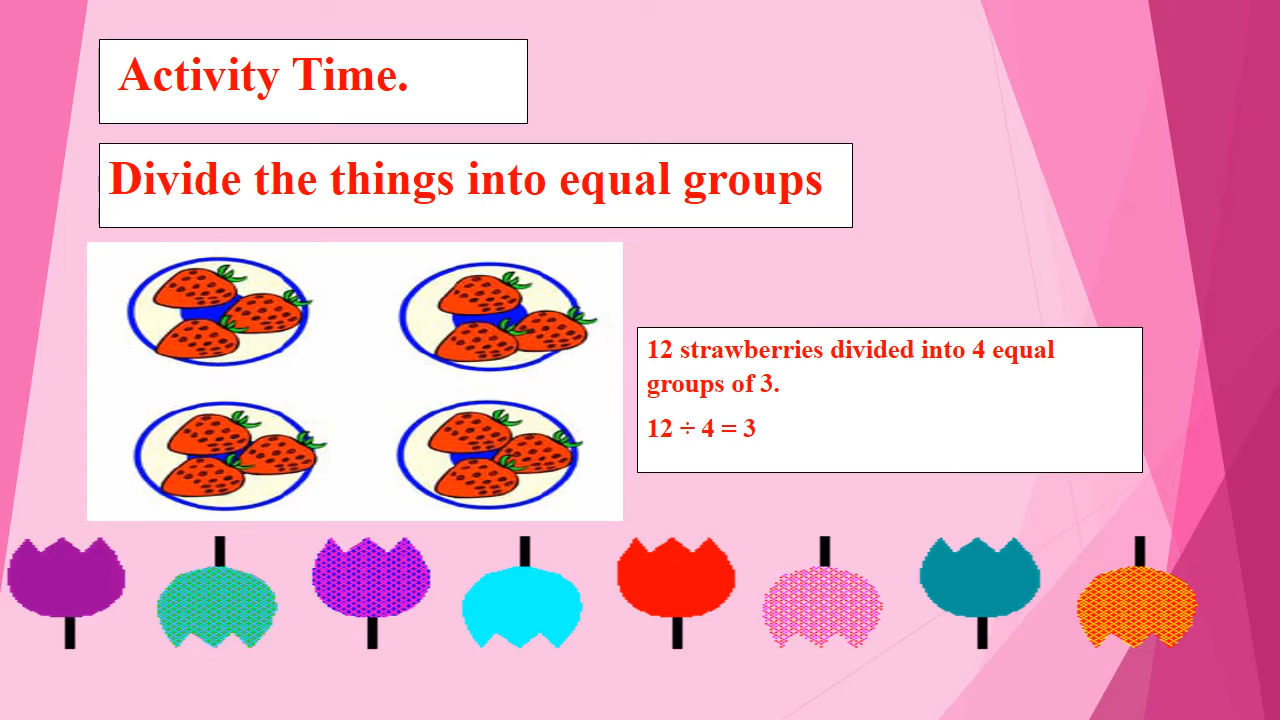 Activity Time.
Divide the things into equal groups
12 strawberries divided into 4 equal
groups of 3.
12 ÷ 4 = 3